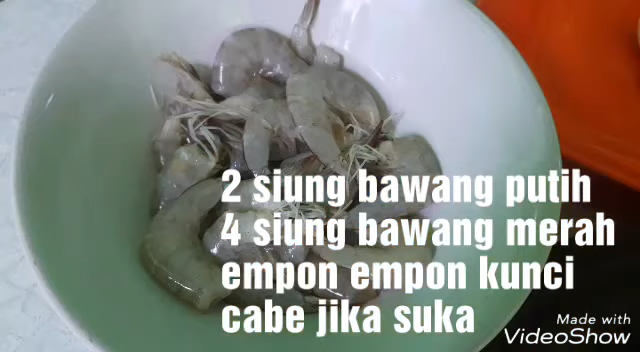 2 siung bawang putih
4 siung bawang merah
empon empon kunci
cabe jika suka
Made with
VideoShow